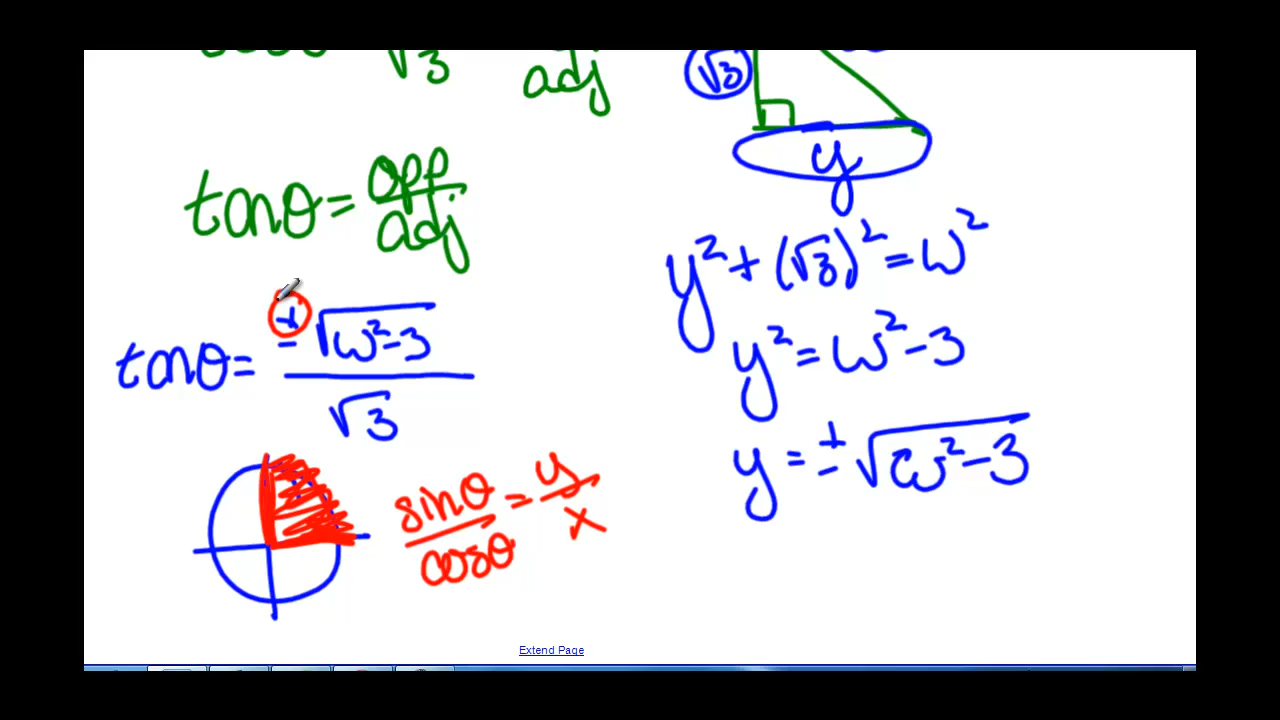 √3
adj
√3
y
tanθ = opp/adj
y² + (√3)² = w²
tanθ = ± √(w²-3) / √3
y² = w² - 3
y = ± √(w²-3)
sinθ/cosθ = y/x
Extend Page